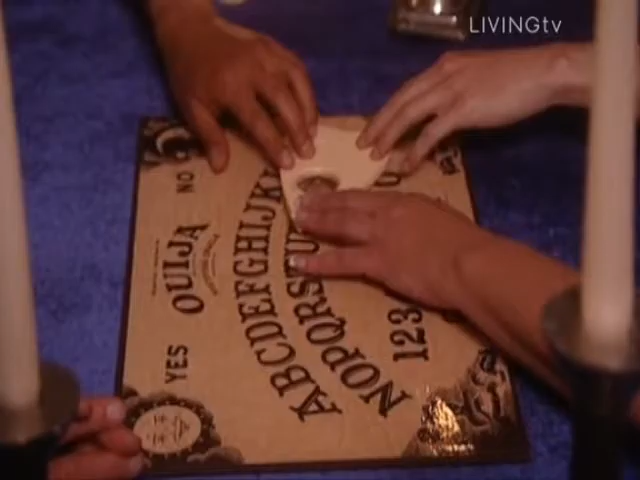 LIVINGtv
NO
OUIJA
YES
ABCDEFGHIJK
NOPQRSTU
123